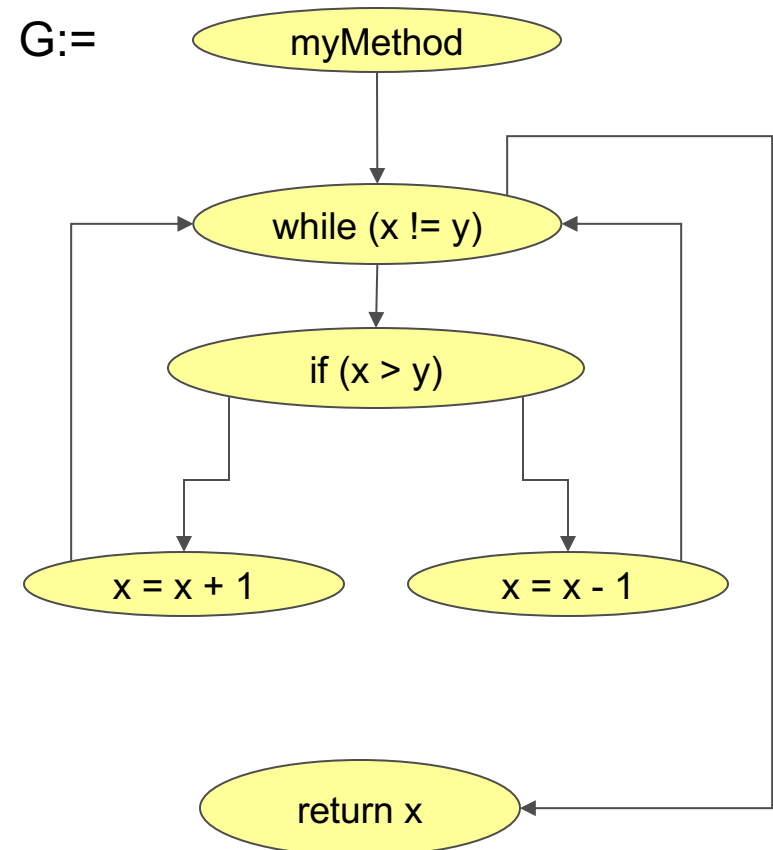 G:=
myMethod
while (x != y)
if (x > y)
x = x + 1
x = x - 1
return x